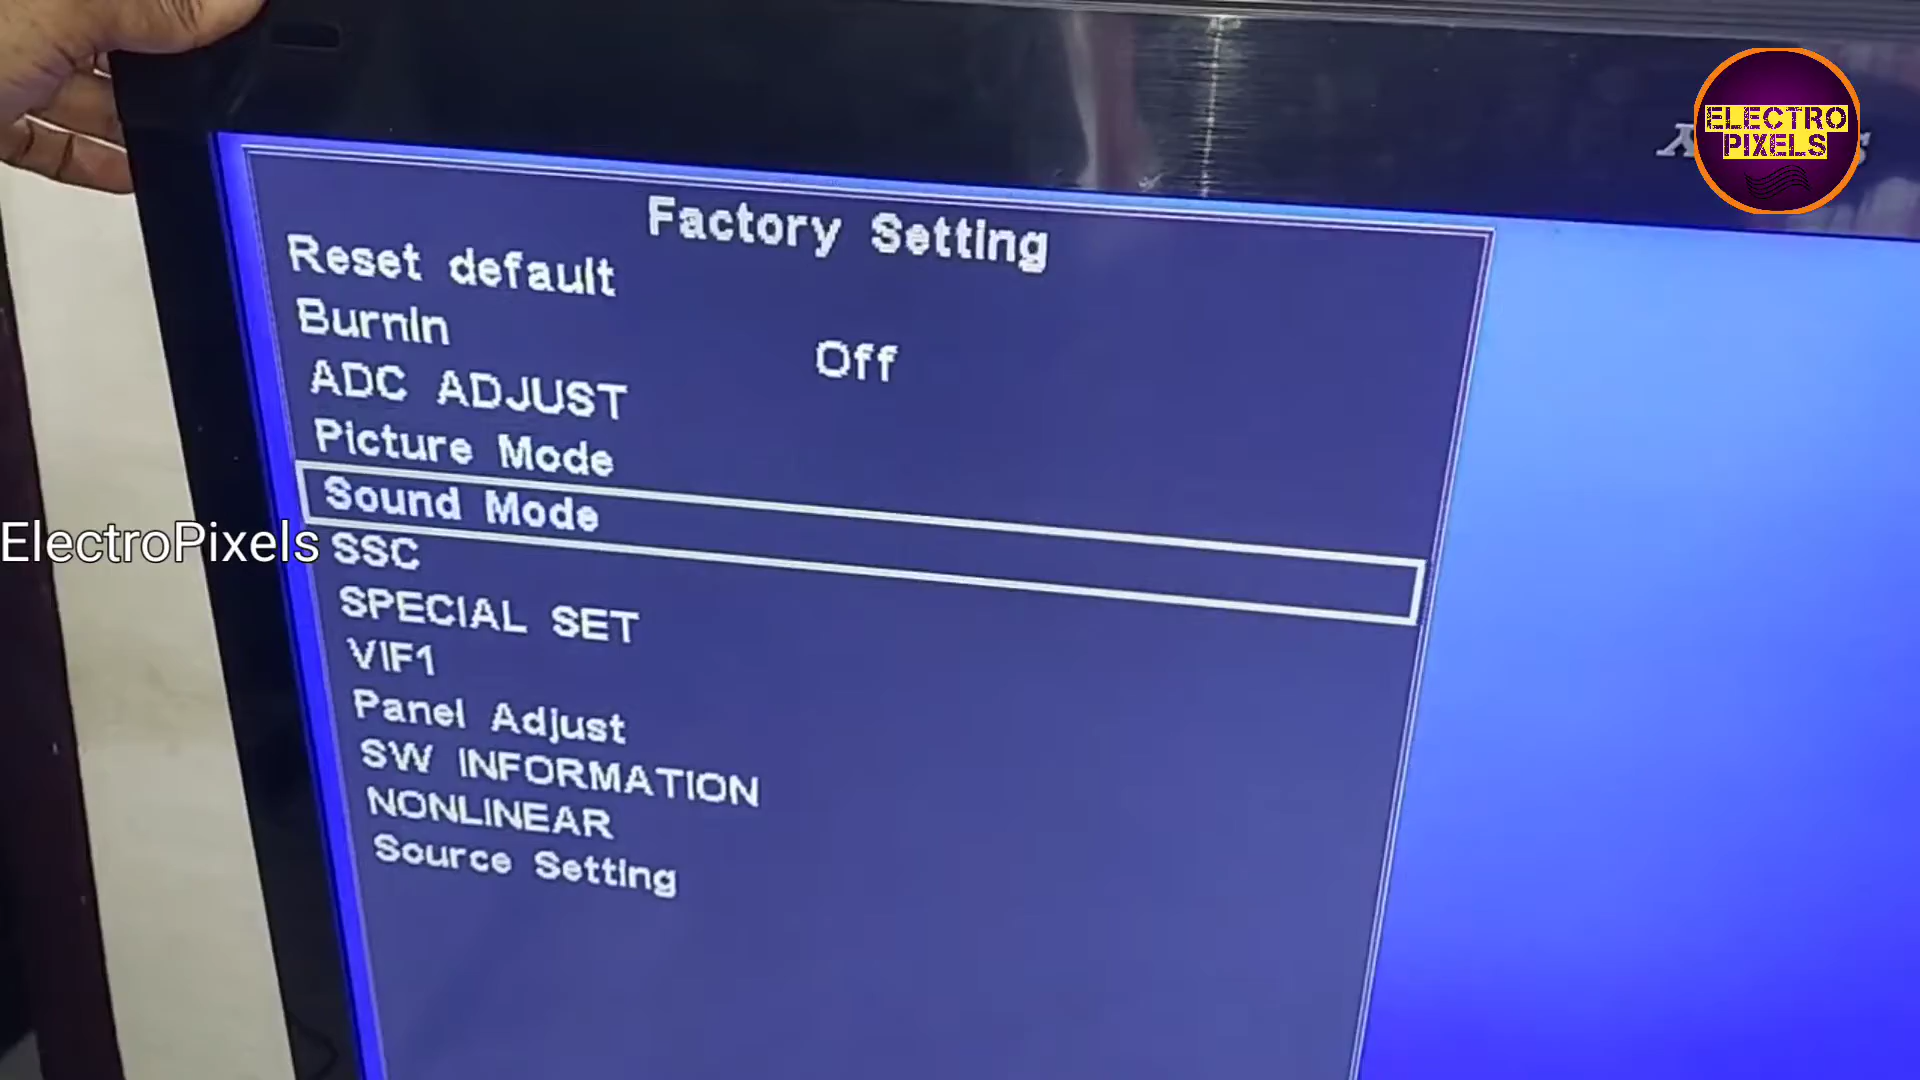 ELECTRO
PIXELS
Factory Setting
Reset default
Burnin Off
ADC ADJUST
Picture Mode
Sound Mode
ElectroPixels
SSC
SPECIAL SET
VIF1
Panel Adjust
SW INFORMATION
NONLINEAR
Source Setting